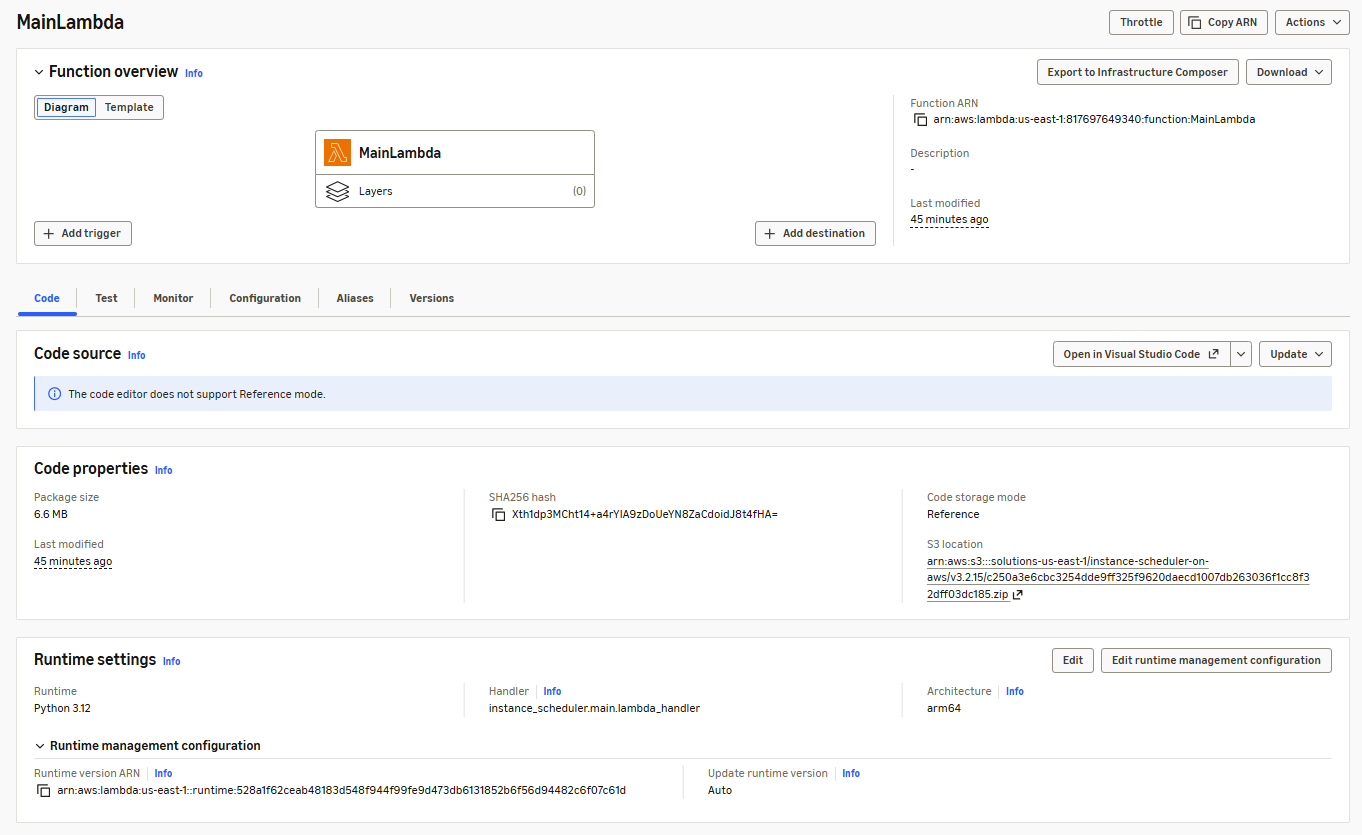 MainLambda
Throttle
Copy ARN
Actions
Function overview Info
Export to Infrastructure Composer
Download
Diagram
Template
MainLambda
Layers
(0)
Add trigger
Add destination
Function ARN
arn:aws:lambda:us-east-1:817697649340:function:MainLambda
Description
-
Last modified
45 minutes ago
Code
Test
Monitor
Configuration
Aliases
Versions
Code source Info
Open in Visual Studio Code
Update
The code editor does not support Reference mode.
Code properties Info
Package size
6.6 MB
Last modified
45 minutes ago
SHA256 hash
Xth1dp3MCht14+a4rYIA9zDoUeYN8ZaCdoidJ8t4fHA=
Code storage mode
Reference
S3 location
arn:aws:s3:::solutions-us-east-1/instance-scheduler-on-
aws/v3.2.15/c250a3e6cbc3254dde9ff325f9620daecd1007db263036f1cc8f3
2dff03dc185.zip
Runtime settings Info
Edit
Edit runtime management configuration
Runtime
Python 3.12
Handler Info
instance_scheduler.main.lambda_handler
Architecture Info
arm64
Runtime management configuration
Runtime version ARN Info
arn:aws:lambda:us-east-1::runtime:528a1f62ceab48183d548f944f99fe9d473db6131852b6f56d94482c6f07c61d
Update runtime version Info
Auto